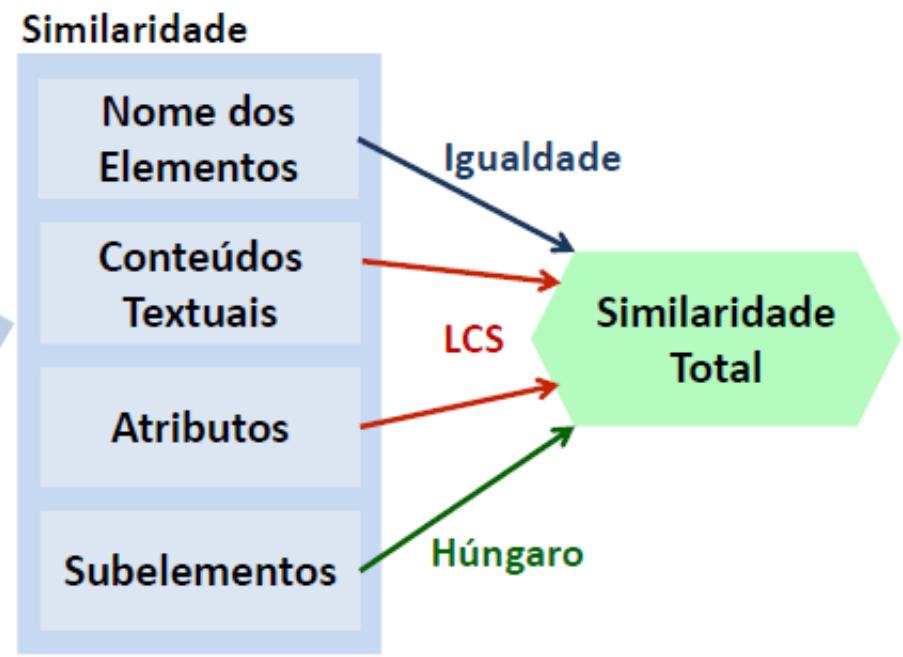 Similaridade
Nome dos
Elementos
Igualdade
Conteúdos
Textuais
LCS
Similaridade
Total
Atributos
Subelementos
Húngaro